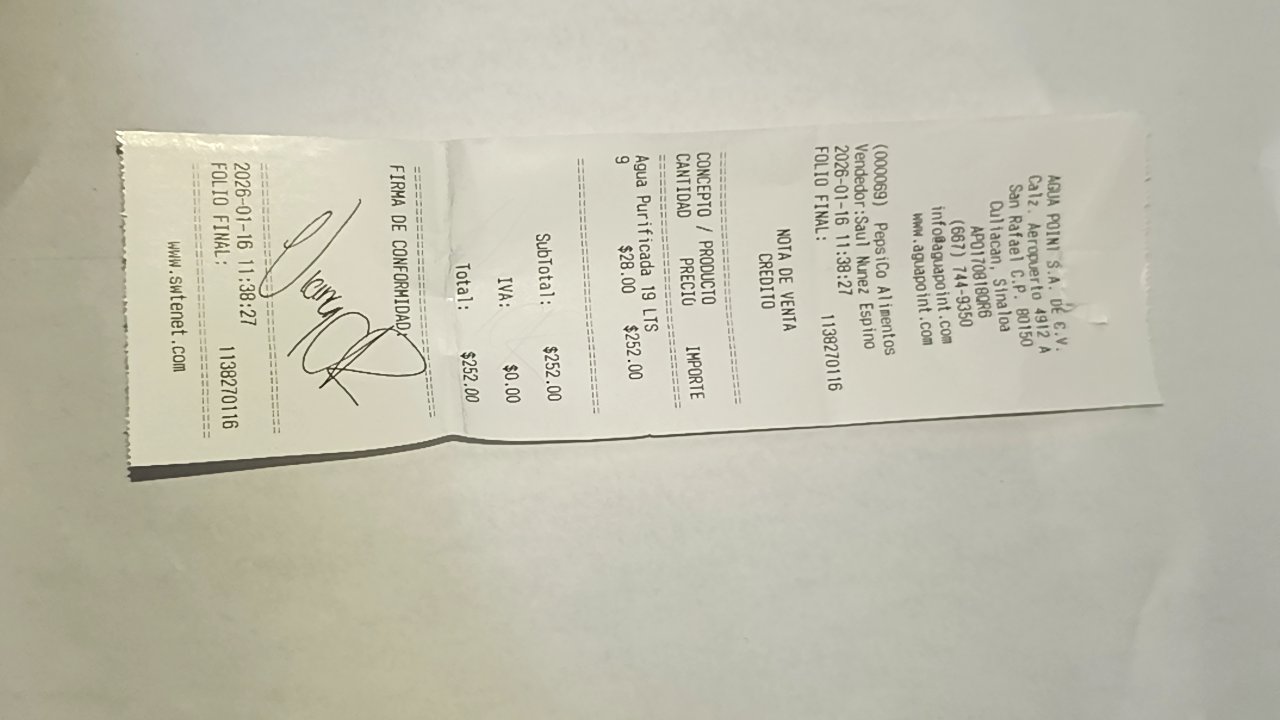 AGUA POINT S.A. DE C.V.
Calz. Aeropuerto 4912 A
San Rafael C.P. 80150
Culiacan, Sinaloa
APO170818QR6
(667) 744-9350
info@aguapoint.com
www.aguapoint.com
(000069) PepsiCo Alimentos
Vendedor:Saul Nunez Espino
2026-01-16 11:38:27
FOLIO FINAL: 1138270116
NOTA DE VENTA
CREDITO
CONCEPTO / PRODUCTO
CANTIDAD PRECIO IMPORTE
Agua Purificada 19 LTS
9 $28.00 $252.00
SubTotal: $252.00
IVA: $0.00
Total: $252.00
FIRMA DE CONFORMIDAD:
2026-01-16 11:38:27
FOLIO FINAL: 1138270116
www.swtenet.com